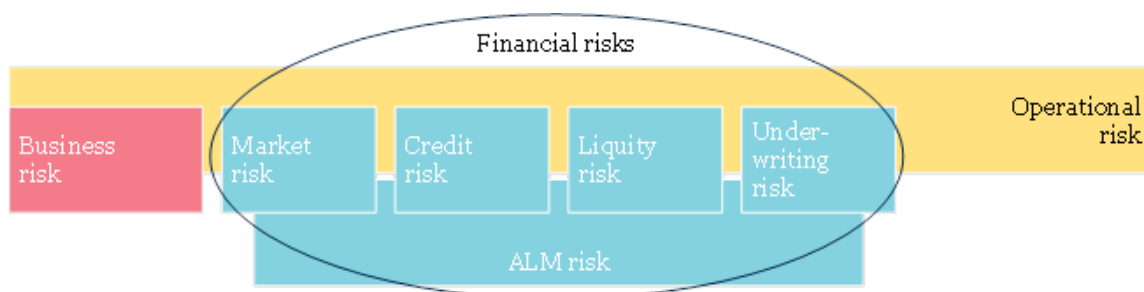 Financial risks
Operational
risk
Business
risk
Market
risk
Credit
risk
Liquity
risk
Under-
writing
risk
ALM risk